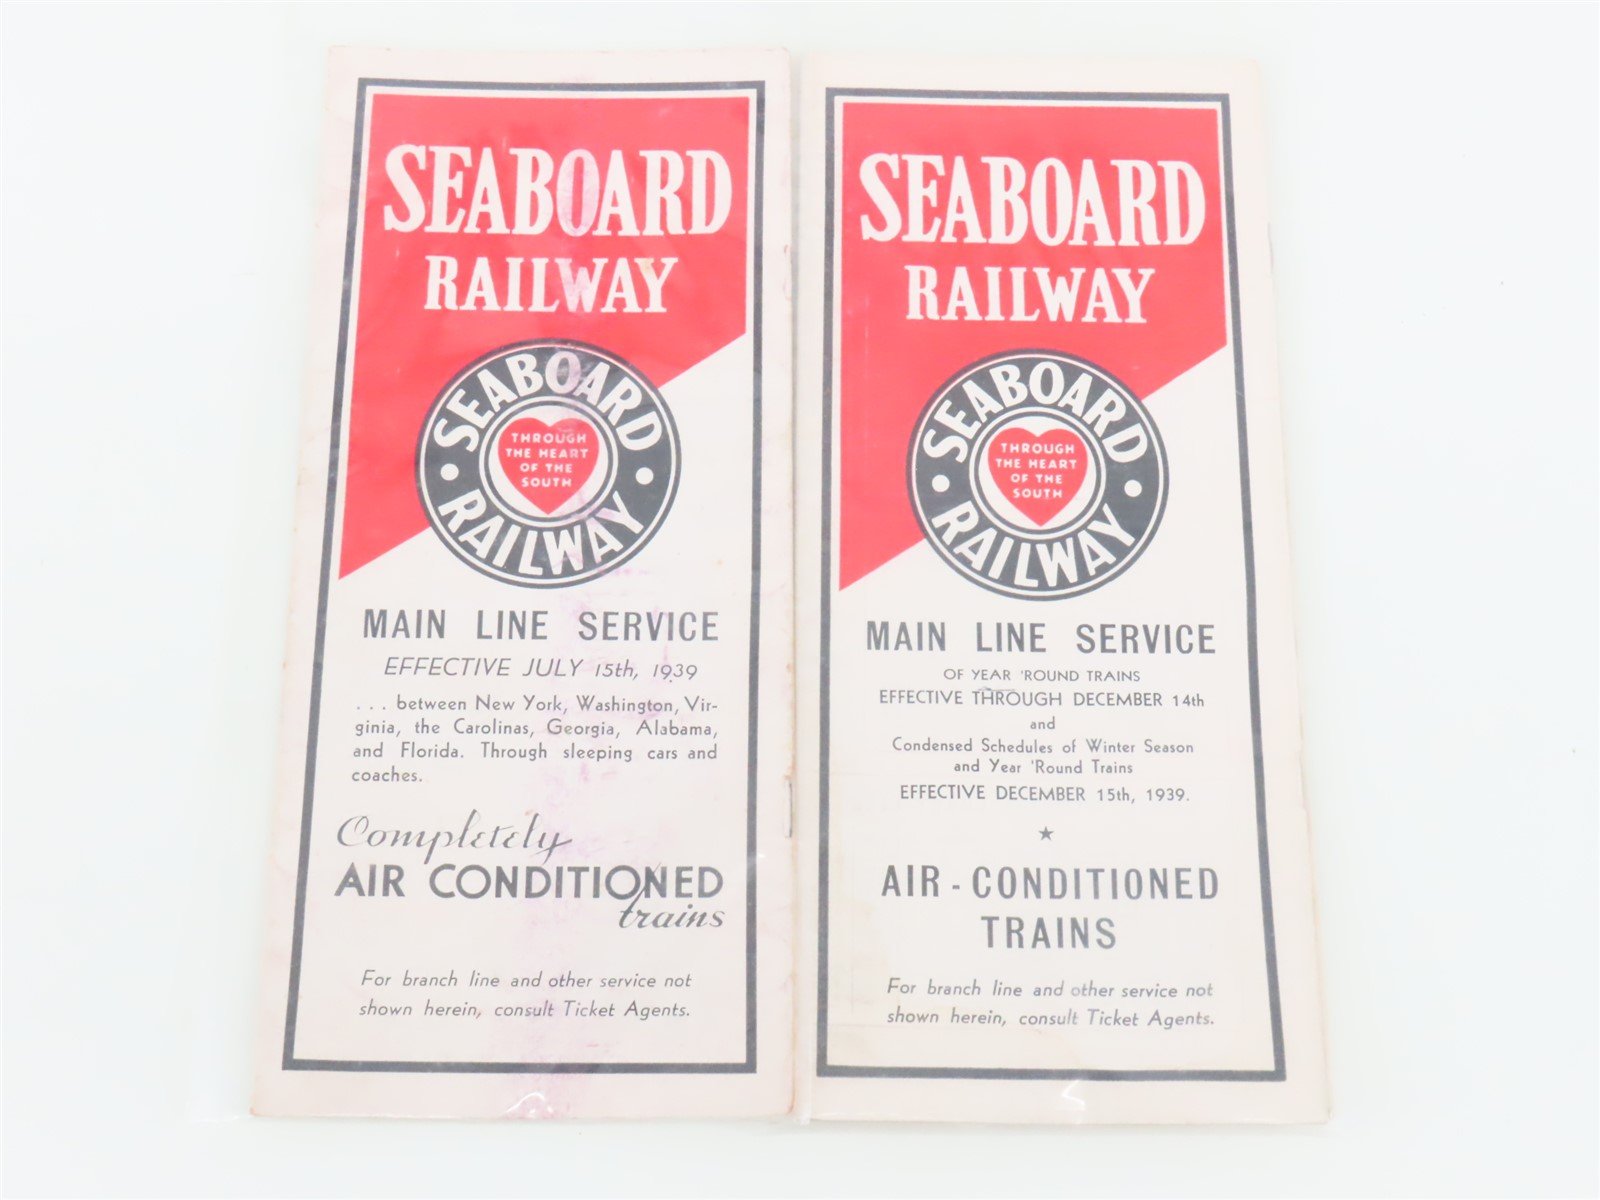 SEABOARD
RAILWAY
SEABOARD
THROUGH
THE HEART
OF THE
SOUTH
RAILWAY
MAIN LINE SERVICE
EFFECTIVE JULY 15th, 1939
. . . between New York, Washington, Vir-
ginia, the Carolinas, Georgia, Alabama,
and Florida. Through sleeping cars and
coaches.
Completely
AIR CONDITIONED
trains
For branch line and other service not
shown herein, consult Ticket Agents.
SEABOARD
RAILWAY
SEABOARD
THROUGH
THE HEART
OF THE
SOUTH
RAILWAY
MAIN LINE SERVICE
OF YEAR 'ROUND TRAINS
EFFECTIVE THROUGH DECEMBER 14th
and
Condensed Schedules of Winter Season
and Year 'Round Trains
EFFECTIVE DECEMBER 15th, 1939.
★
AIR-CONDITIONED
TRAINS
For branch line and other service not
shown herein, consult Ticket Agents.